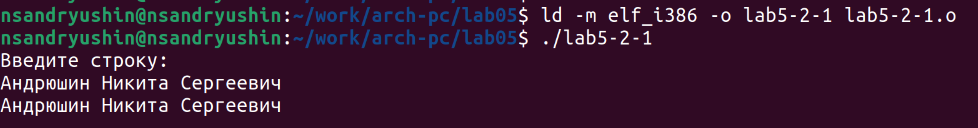 nsandryushin@nsandryushin:~/work/arch-pc/lab05$ ld -m elf_i386 -o lab5-2-1 lab5-2-1.o
nsandryushin@nsandryushin:~/work/arch-pc/lab05$ ./lab5-2-1
Введите строку:
Андрюшин Никита Сергеевич
Андрюшин Никита Сергеевич